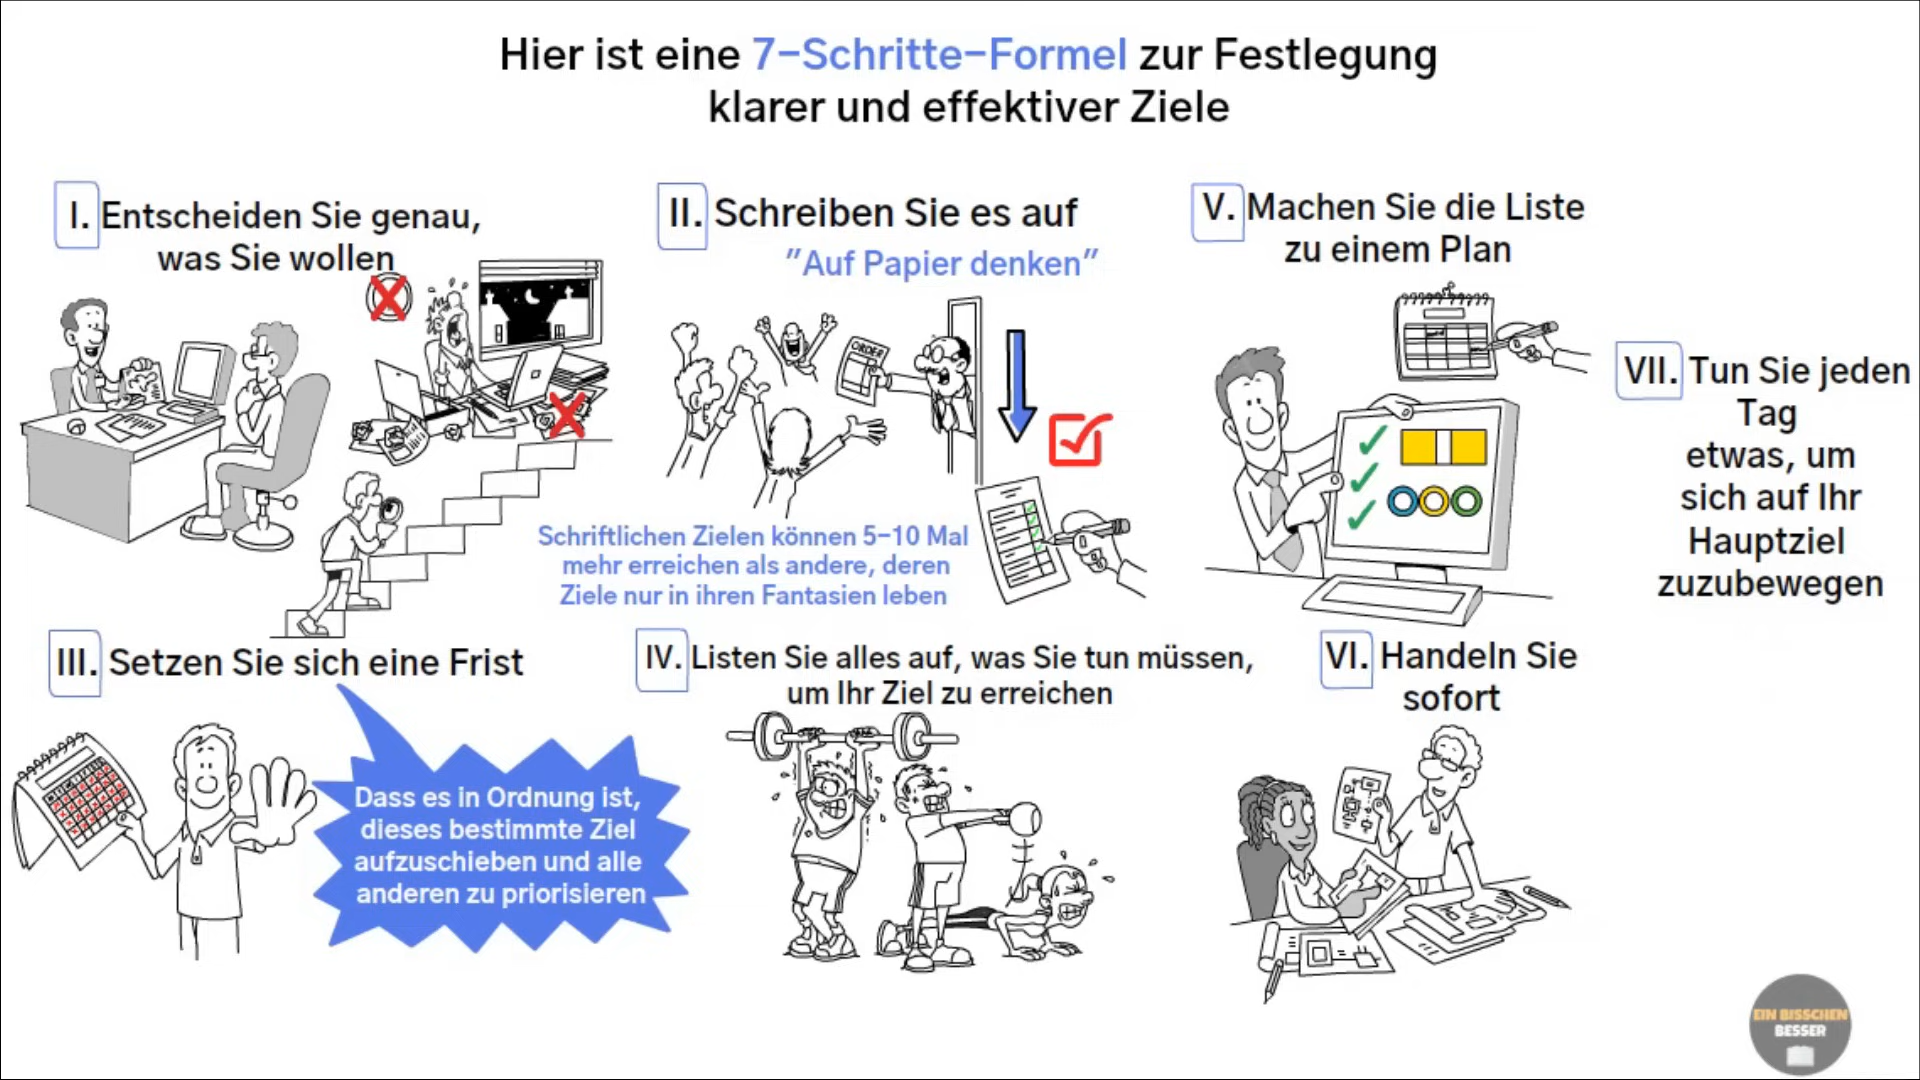 Hier ist eine 7-Schritte-Formel zur Festlegung
klarer und effektiver Ziele
I. Entscheiden Sie genau,
was Sie wollen
II. Schreiben Sie es auf
"Auf Papier denken"
ORDER
Schriftlichen Zielen können 5-10 Mal
mehr erreichen als andere, deren
Ziele nur in ihren Fantasien leben
III. Setzen Sie sich eine Frist
Dass es in Ordnung ist,
dieses bestimmte Ziel
aufzuschieben und alle
anderen zu priorisieren
IV. Listen Sie alles auf, was Sie tun müssen,
um Ihr Ziel zu erreichen
V. Machen Sie die Liste
zu einem Plan
VI. Handeln Sie
sofort
VII. Tun Sie jeden
Tag
etwas, um
sich auf Ihr
Hauptziel
zuzubewegen
EIN BISSCHEN
BESSER